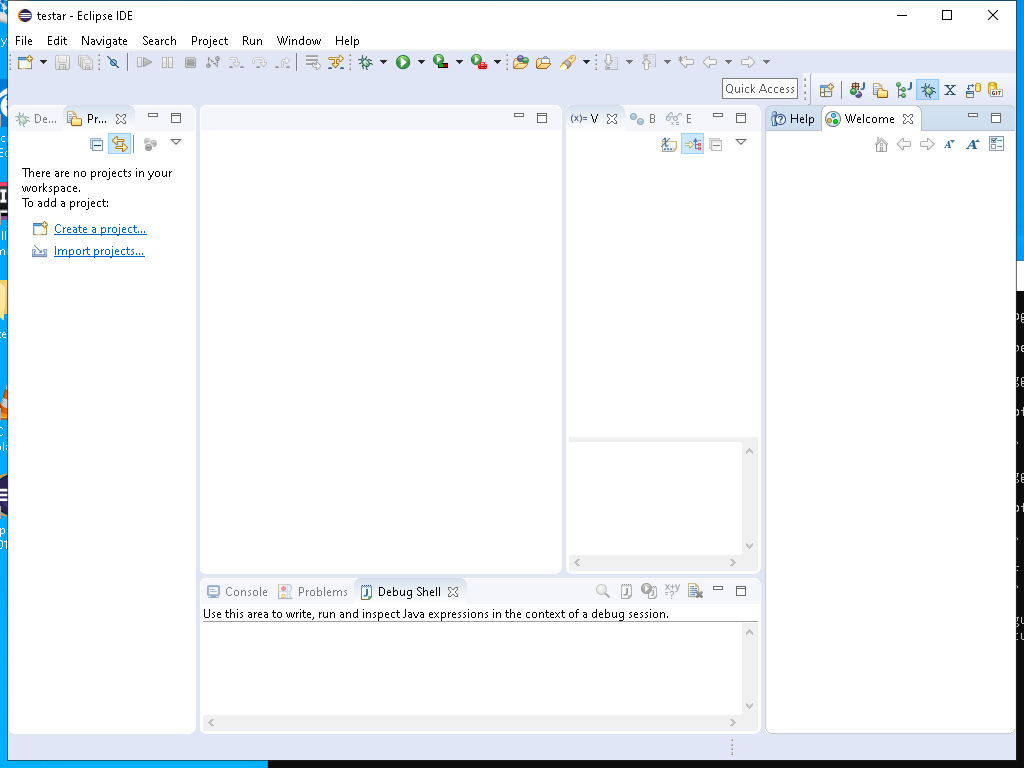 testar - Eclipse IDE
File Edit Navigate Search Project Run Window Help
Quick Access
De... Pr...
(x)= V B E
Help Welcome
There are no projects in your
workspace.
To add a project:
Create a project...
Import projects...
Console Problems Debug Shell
Use this area to write, run and inspect Java expressions in the context of a debug session.